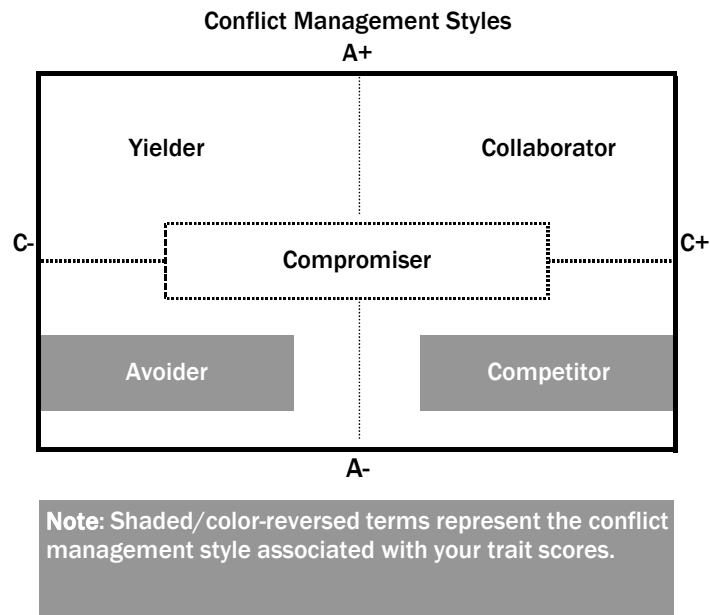 Conflict Management Styles
A+
Yielder
Collaborator
C-
C+
Compromiser
Avoider
Competitor
A-
Note: Shaded/color-reversed terms represent the conflict
management style associated with your trait scores.